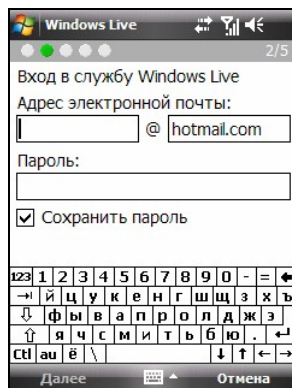 Windows Live
2/5
Вход в службу Windows Live
Адрес электронной почты:
@ hotmail.com
Пароль:
Сохранить пароль
123 1 2 3 4 5 6 7 8 9 0 - =
й ц у к е н г ш щ з х ъ
ф ы в а п р о л д ж э
я ч с м и т ь б ю .
Ctl au ё \
Далее Отмена